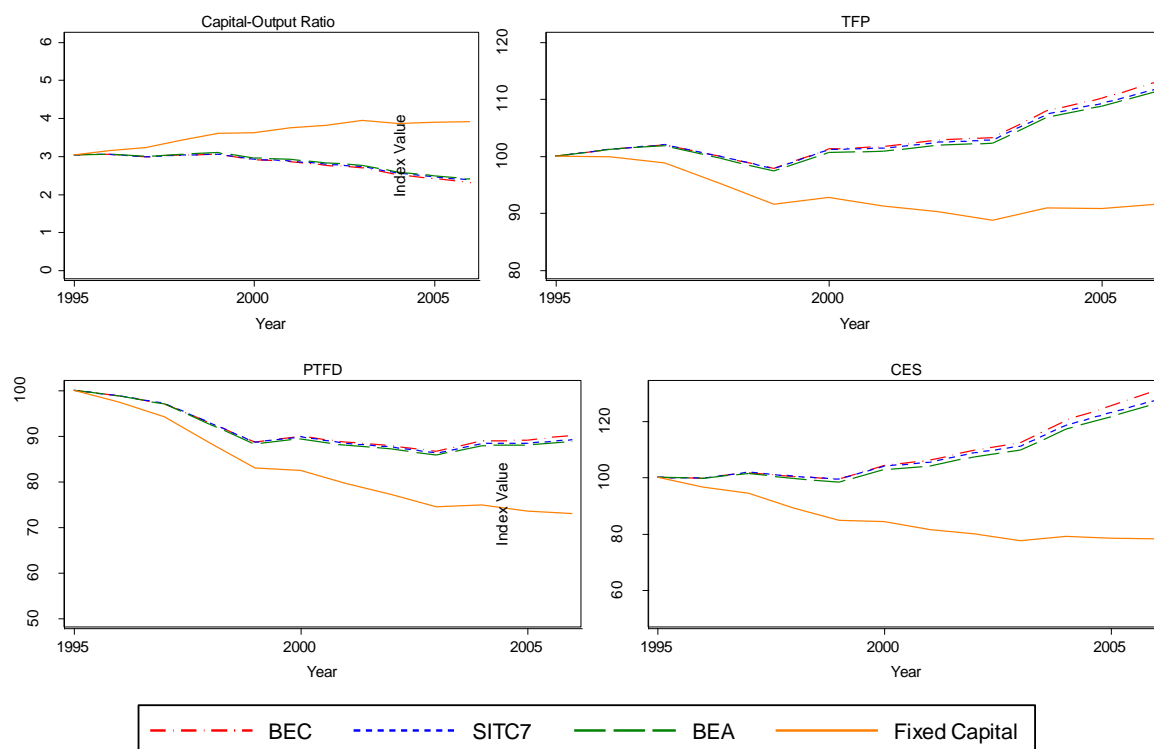 Capital-Output Ratio
0 1 2 3 4 5 6
1995 2000 2005
Year
Index Value
TFP
80 90 100 110 120
1995 2000 2005
Year
PTFD
50 60 70 80 90 100
1995 2000 2005
Year
Index Value
CES
60 80 100 120
1995 2000 2005
Year
BEC SITC7 BEA Fixed Capital